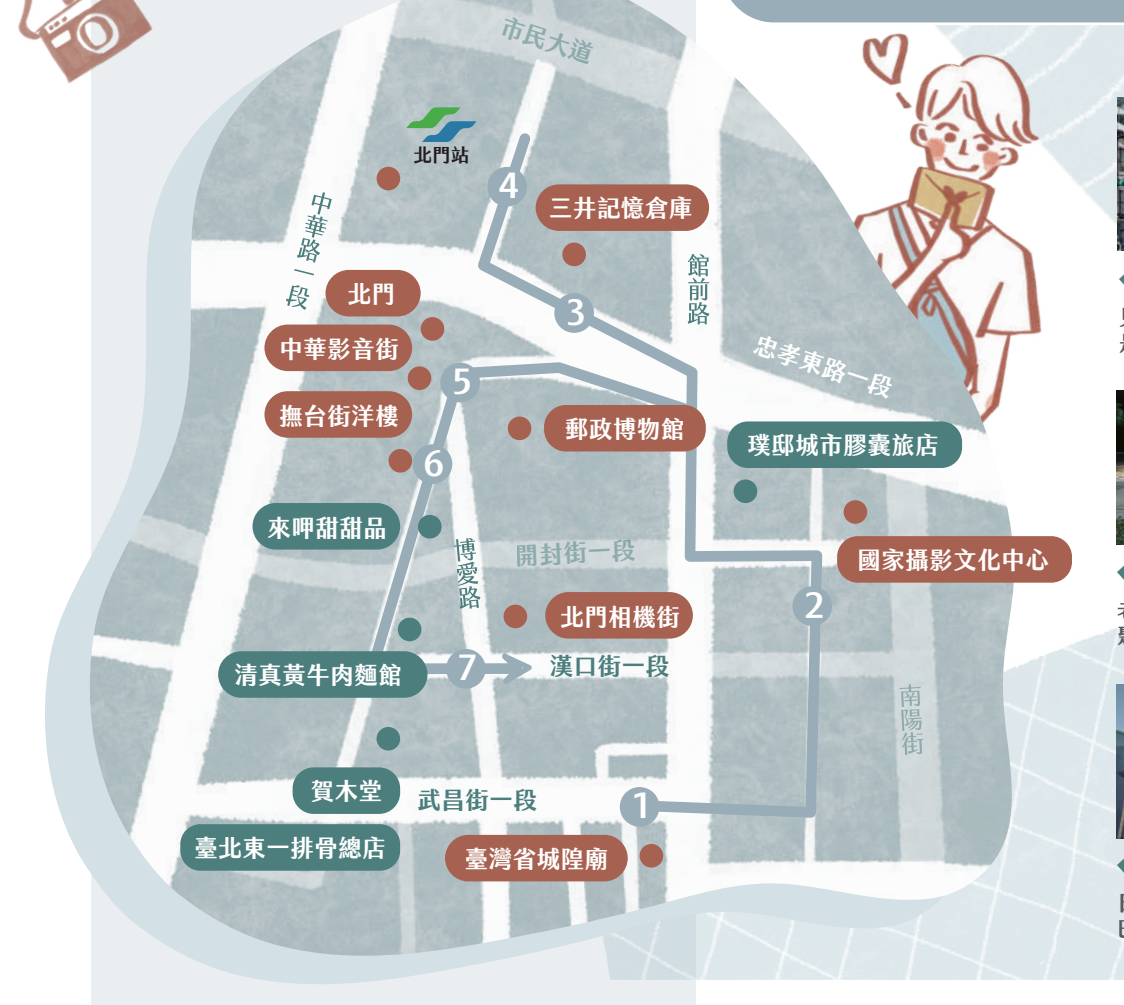 市民大道
北門站
4
三井記憶倉庫
中華路一段
館前路
北門
3
中華影音街
忠孝東路一段
5
撫台街洋樓
郵政博物館
璞邸城市膠囊旅店
6
來呷甜甜品
博愛路
開封街一段
國家攝影文化中心
2
北門相機街
清真黃牛肉麵館
7
漢口街一段
南陽街
賀木堂
武昌街一段
1
臺北東一排骨總店
臺灣省城隍廟